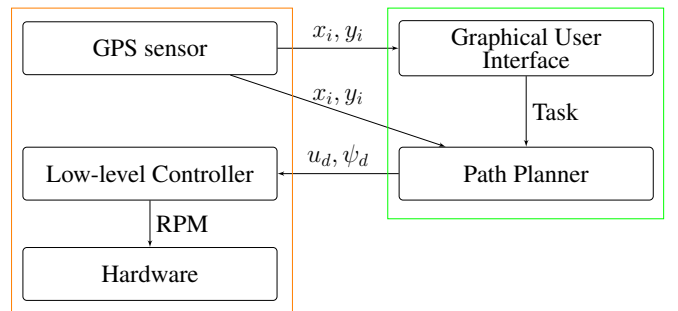 GPS sensor
x_i, y_i
Graphical User
Interface
x_i, y_i
Task
Low-level Controller
u_d, ψ_d
Path Planner
RPM
Hardware